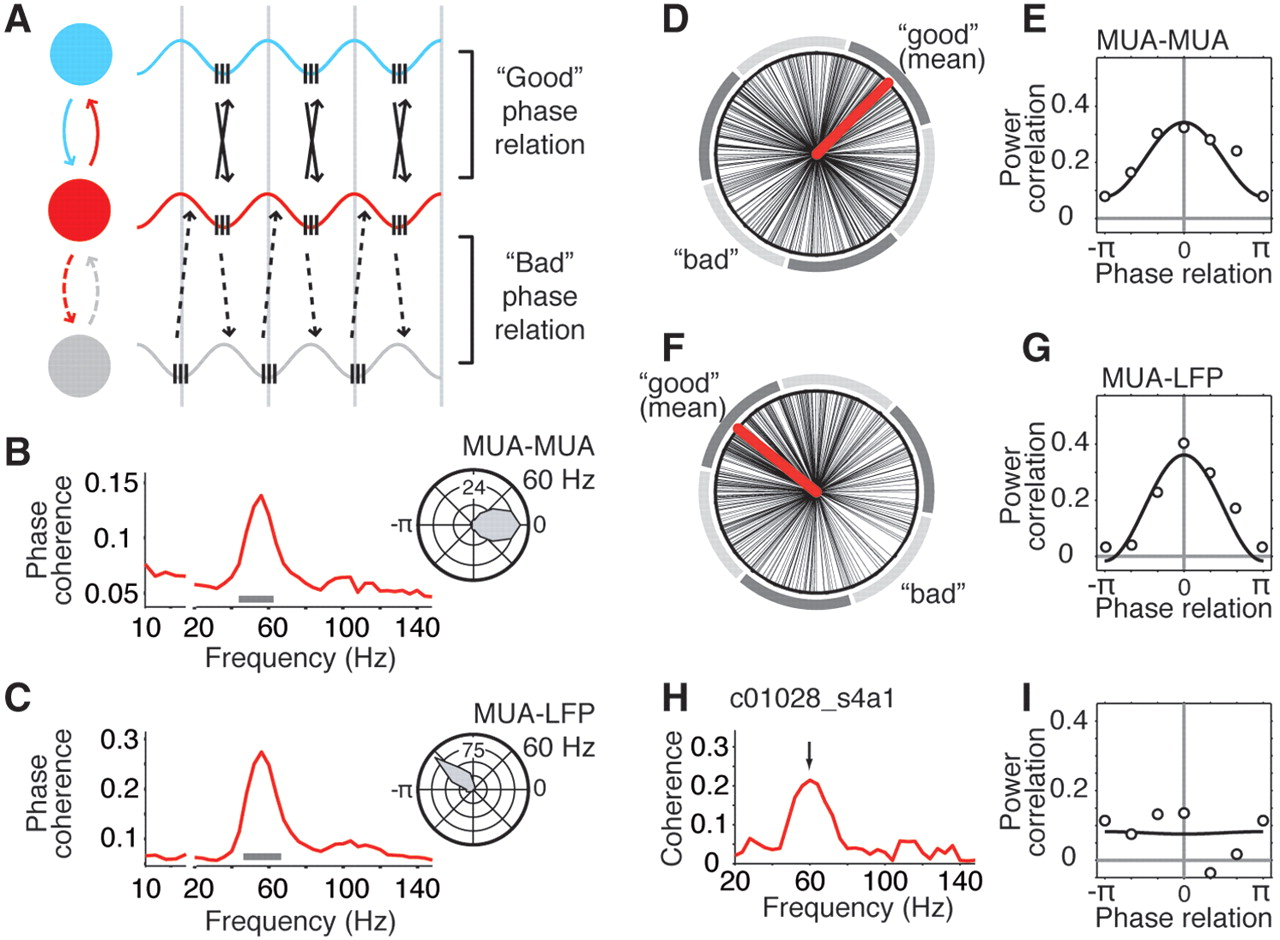 A
“Good”
phase
relation
“Bad”
phase
relation
B
MUA-MUA
60 Hz
24
-π
0
Phase
coherence
0.15
0.1
0.05
10
20
60
100
140
Frequency (Hz)
C
MUA-LFP
60 Hz
75
-π
0
Phase
coherence
0.3
0.2
0.1
10
20
60
100
140
Frequency (Hz)
D
“good”
(mean)
“bad”
E
MUA-MUA
Power
correlation
0.4
0.2
0
-π
0
π
Phase relation
F
“good”
(mean)
“bad”
G
MUA-LFP
Power
correlation
0.4
0.2
0
-π
0
π
Phase relation
H
c01028_s4a1
Coherence
0.3
0.2
0.1
0
20
60
100
140
Frequency (Hz)
I
Power
correlation
0.4
0.2
0
-π
0
π
Phase relation